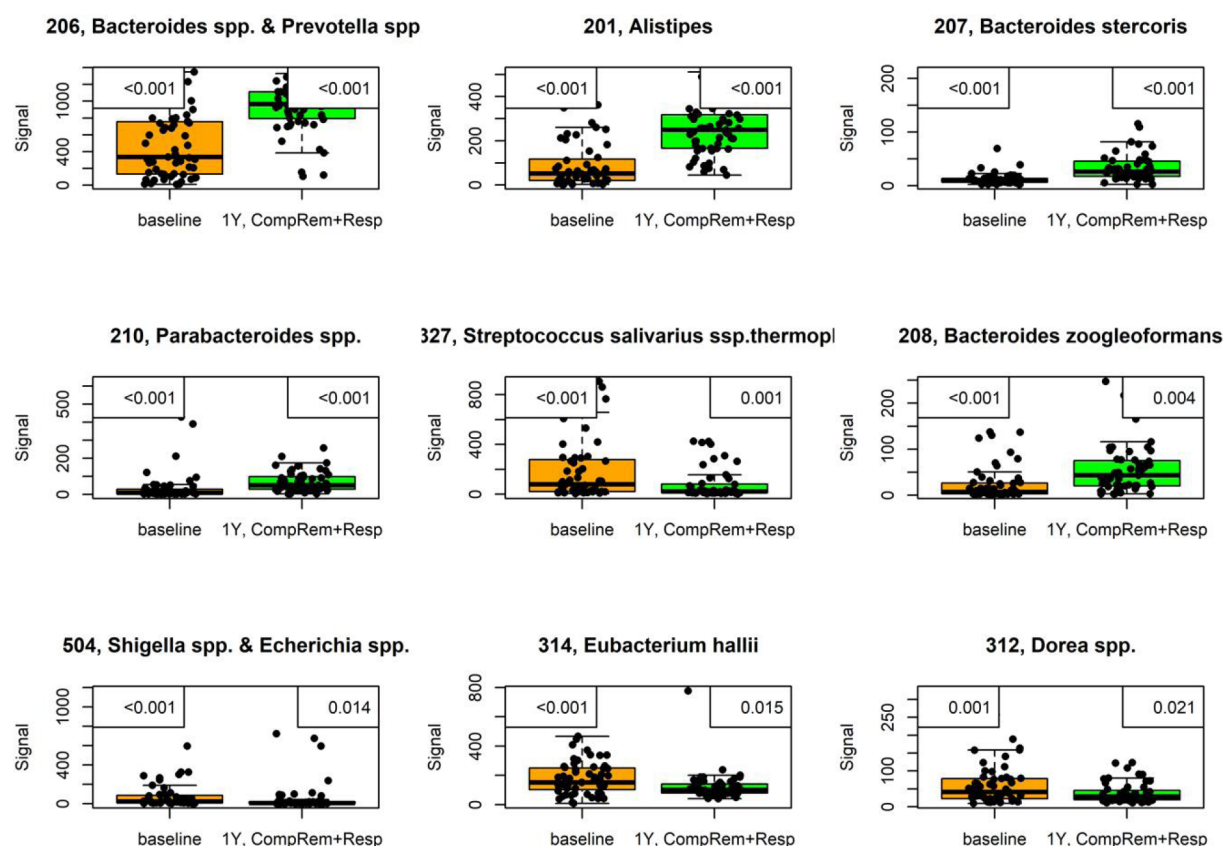 206, Bacteroides spp. & Prevotella spp
<0.001
<0.001
Signal
0 400 1000
baseline
1Y, CompRem+Resp
201, Alistipes
<0.001
<0.001
Signal
0 200 400
baseline
1Y, CompRem+Resp
207, Bacteroides stercoris
<0.001
<0.001
Signal
0 50 100 200
baseline
1Y, CompRem+Resp
210, Parabacteroides spp.
<0.001
<0.001
Signal
0 200 500
baseline
1Y, CompRem+Resp
327, Streptococcus salivarius ssp.thermopl
<0.001
0.001
Signal
0 400 800
baseline
1Y, CompRem+Resp
208, Bacteroides zoogleoformans
<0.001
0.004
Signal
0 50 100 200
baseline
1Y, CompRem+Resp
504, Shigella spp. & Echerichia spp.
<0.001
0.014
Signal
0 400 1000
baseline
1Y, CompRem+Resp
314, Eubacterium hallii
<0.001
0.015
Signal
0 400 800
baseline
1Y, CompRem+Resp
312, Dorea spp.
0.001
0.021
Signal
0 50 150 250
baseline
1Y, CompRem+Resp